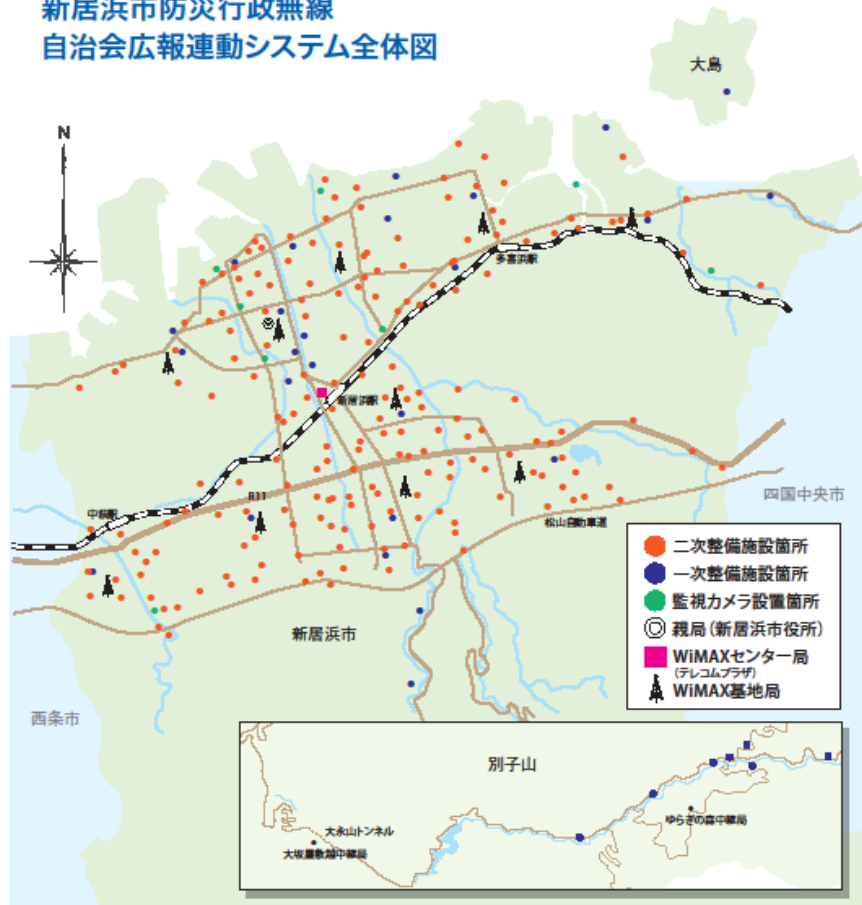 新居浜市防災行政無線
自治会広報連動システム全体図
大島
N
多喜浜駅
新居浜駅
四国中央市
R11
中萩駅
松山自動車道
二次整備施設箇所
一次整備施設箇所
監視カメラ設置箇所
親局(新居浜市役所)
WiMAXセンター局
(テレコムプラザ)
WiMAX基地局
新居浜市
西条市
別子山
ゆらぎの森中継局
大永山トンネル
大坂屋敷越中継局